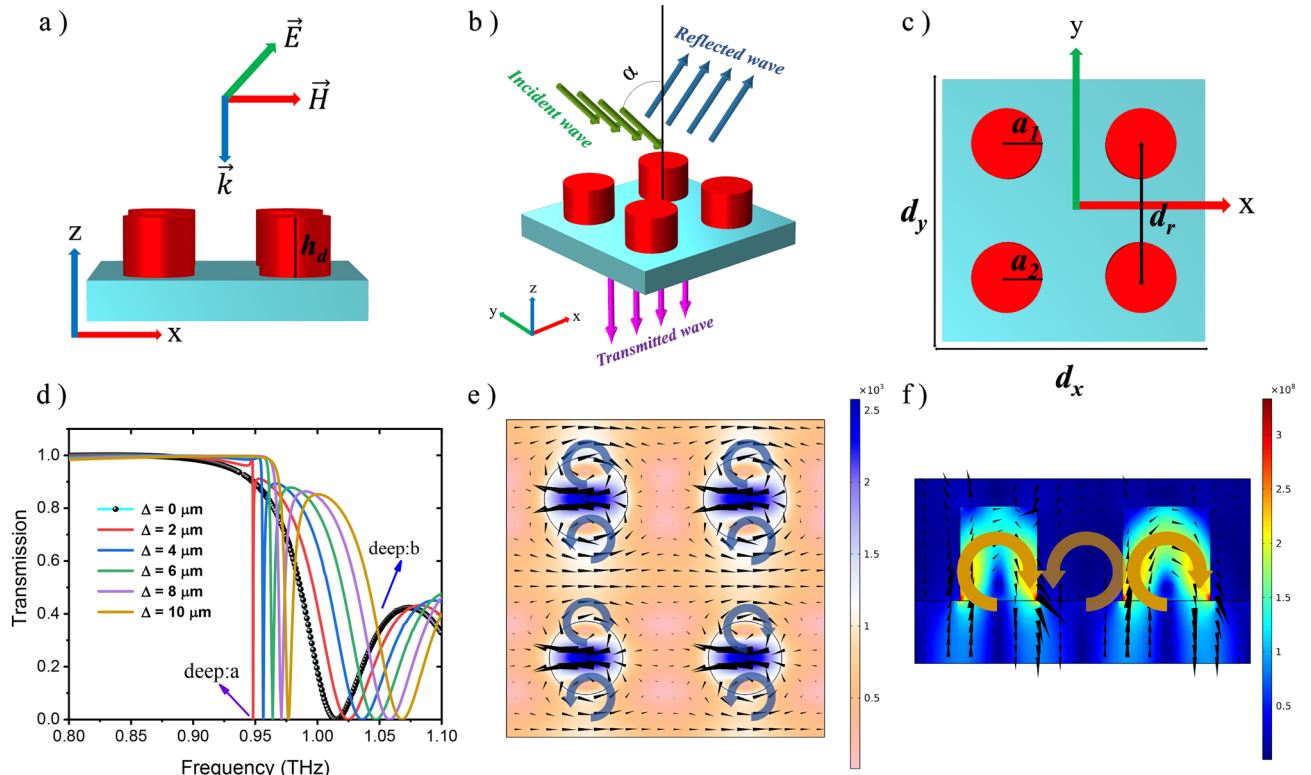 a )
E
H
k
z
h_d
x
b )
Incident wave
α
Reflected wave
z
y
x
Transmitted wave
c )
y
a_1
x
d_y
d_r
a_2
d_x
d )
Transmission
1.0
0.8
0.6
0.4
0.2
0.0
Δ = 0 μm
Δ = 2 μm
Δ = 4 μm
Δ = 6 μm
Δ = 8 μm
Δ = 10 μm
deep:b
deep:a
0.80 0.85 0.90 0.95 1.00 1.05 1.10
Frequency (THz)
e )
×10³
2.5
2
1.5
1
0.5
f )
×10⁸
3
2.5
2
1.5
1
0.5